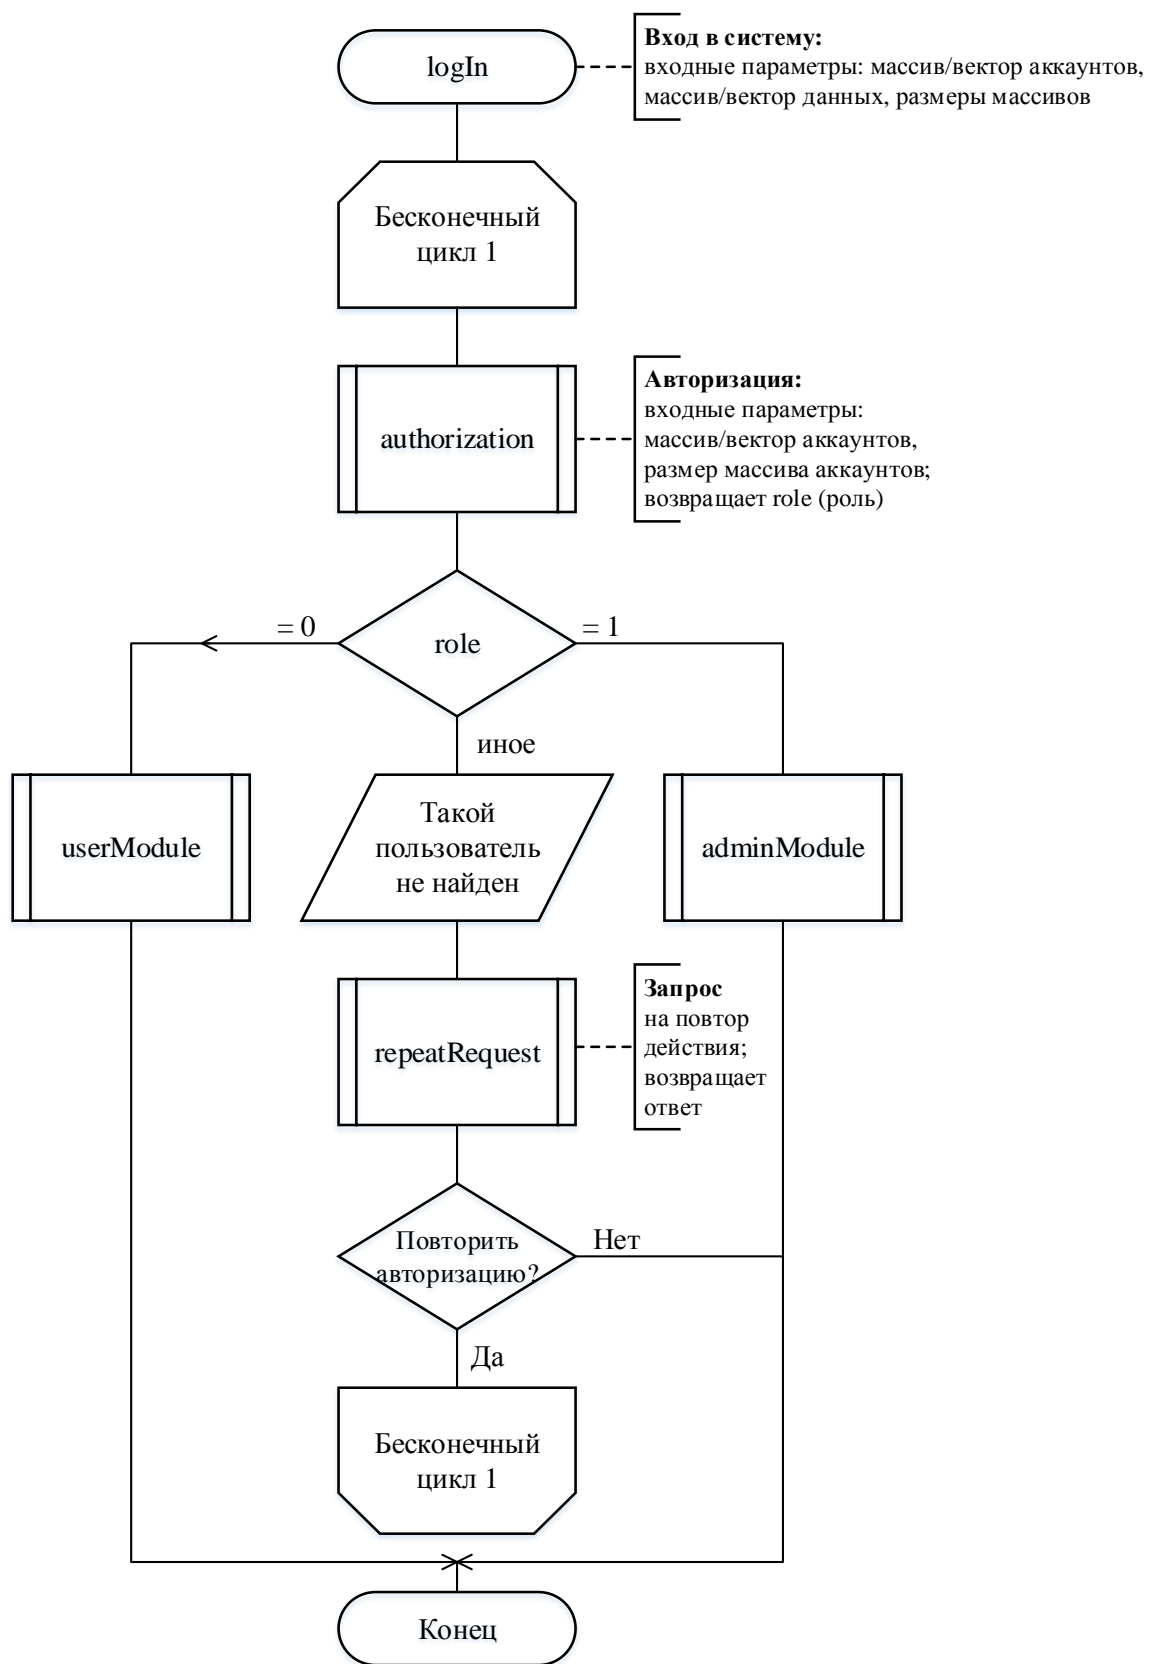 logIn
Вход в систему:
входные параметры: массив/вектор аккаунтов,
массив/вектор данных, размеры массивов
Бесконечный
цикл 1
authorization
Авторизация:
входные параметры:
массив/вектор аккаунтов,
размер массива аккаунтов;
возвращает role (роль)
= 0
role
= 1
иное
userModule
Такой
пользователь
не найден
adminModule
repeatRequest
Запрос
на повтор
действия;
возвращает
ответ
Повторить
авторизацию?
Нет
Да
Бесконечный
цикл 1
Конец